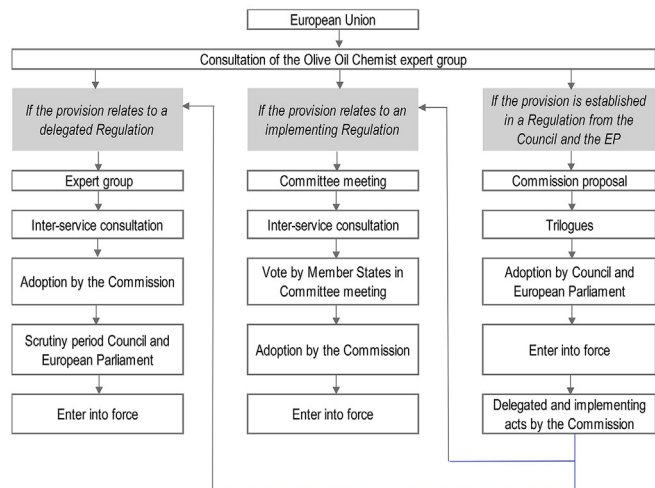 European Union
Consultation of the Olive Oil Chemist expert group
If the provision relates to a
delegated Regulation
Expert group
Inter-service consultation
Adoption by the Commission
Scrutiny period Council and
European Parliament
Enter into force
If the provision relates to an
implementing Regulation
Committee meeting
Inter-service consultation
Vote by Member States in
Committee meeting
Adoption by the Commission
Enter into force
If the provision is established
in a Regulation from the
Council and the EP
Commission proposal
Trilogues
Adoption by Council and
European Parliament
Enter into force
Delegated and implementing
acts by the Commission